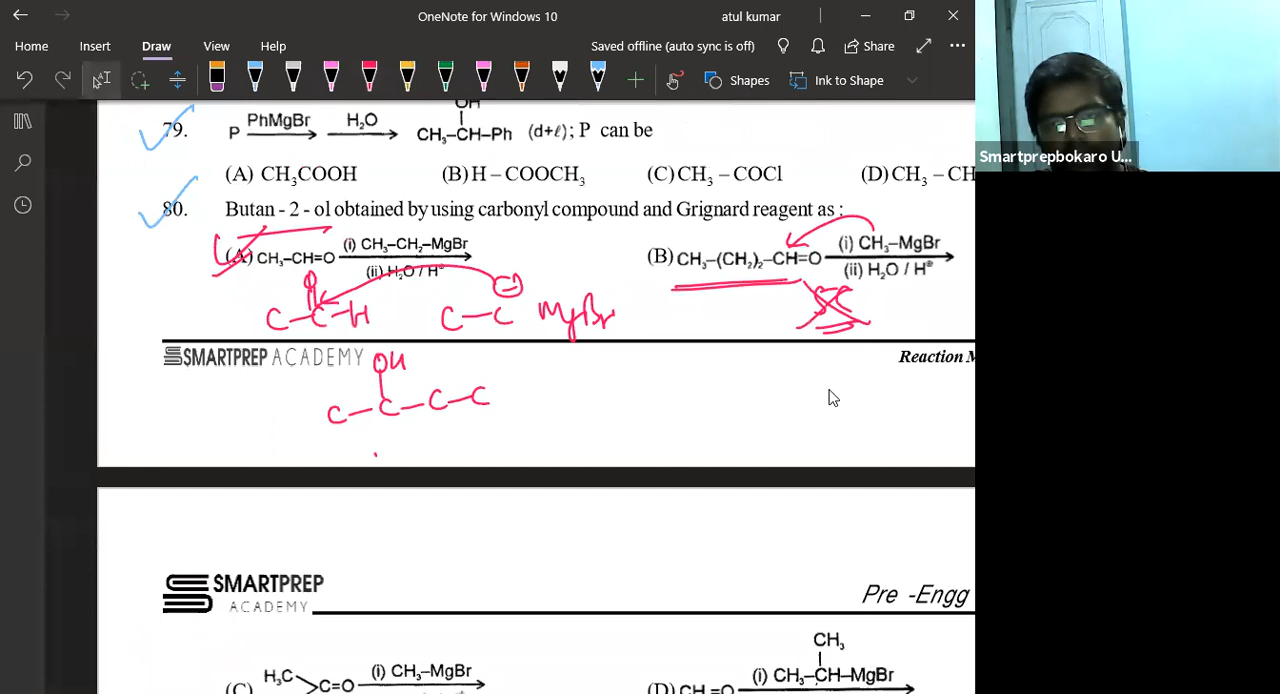 OneNote for Windows 10
atul kumar
Home Insert Draw View Help
Saved offline (auto sync is off)
Share
Shapes
Ink to Shape
Smartprepbokaro U...
OH
79. P PhMgBr H₂O CH₃–CH–Ph (d+ℓ); P can be
(A) CH₃COOH (B) H – COOCH₃ (C) CH₃ – COCl (D) CH₃ – CH
80. Butan - 2 - ol obtained by using carbonyl compound and Grignard reagent as :
(A) CH₃–CH=O (i) CH₃–CH₂–MgBr (ii) H₂O / H⊕
(B) CH₃–(CH₂)₂–CH=O (i) CH₃–MgBr (ii) H₂O / H⊕
O
C–C–H C–C MgBr
5C
SMARTPREP ACADEMY
Reaction M
OH
C–C–C–C
SMARTPREP
ACADEMY
Pre -Engg
(C) H₃C C=O (i) CH₃–MgBr
CH₃
(D) CH =O (i) CH₃–CH–MgBr